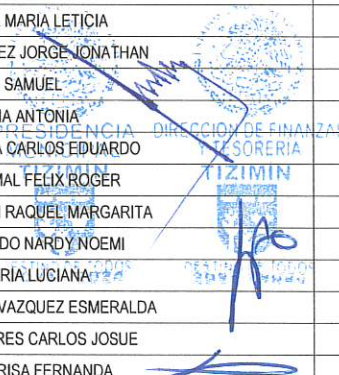 MARIA LETICIA
EZ JORGE JONATHAN
SAMUEL
IA ANTONIA
PRESIDENCIA DIRECCION DE FINANZAS
A CARLOS EDUARDO
TESORERIA
TIZIMIN TIZIMIN
MAL FELIX ROGER
RAQUEL MARGARITA
DO NARDY NOEMI
RIA LUCIANA
VAZQUEZ ESMERALDA
RES CARLOS JOSUE
RISA FERNANDA